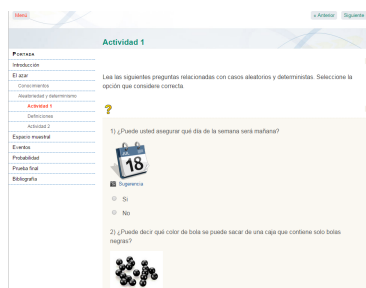 Menú
« Anterior
Siguiente
Actividad 1
PORTADA
Introducción
El azar
Conocimientos
Aleatoriedad y determinismo
Actividad 1
Definiciones
Actividad 2
Espacio muestral
Eventos
Probabilidad
Prueba final
Bibliografía
Lea las siguientes preguntas relacionadas con casos aleatorios y deterministas. Seleccione la
opción que considere correcta.
1) ¿Puede usted asegurar qué día de la semana será mañana?
18
Sugerencia
Si
No
2) ¿Puede decir qué color de bola se puede sacar de una caja que contiene solo bolas
negras?